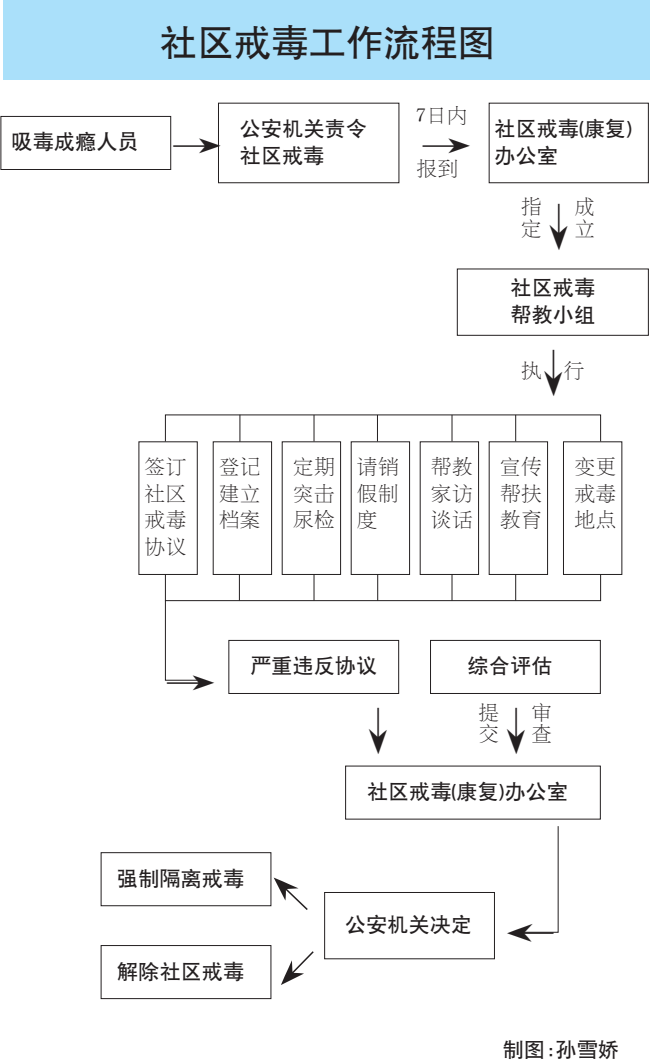 社区戒毒工作流程图
吸毒成瘾人员
公安机关责令
社区戒毒
7日内
报到
社区戒毒(康复)
办公室
指定
成立
社区戒毒
帮教小组
执行
签订
社区
戒毒
协议
登记
建立
档案
定期
突击
尿检
请销
假制
度
帮教
家访
谈话
宣传
帮扶
教育
变更
戒毒
地点
严重违反协议
综合评估
提交
审查
社区戒毒(康复)办公室
强制隔离戒毒
公安机关决定
解除社区戒毒
制图:孙雪娇